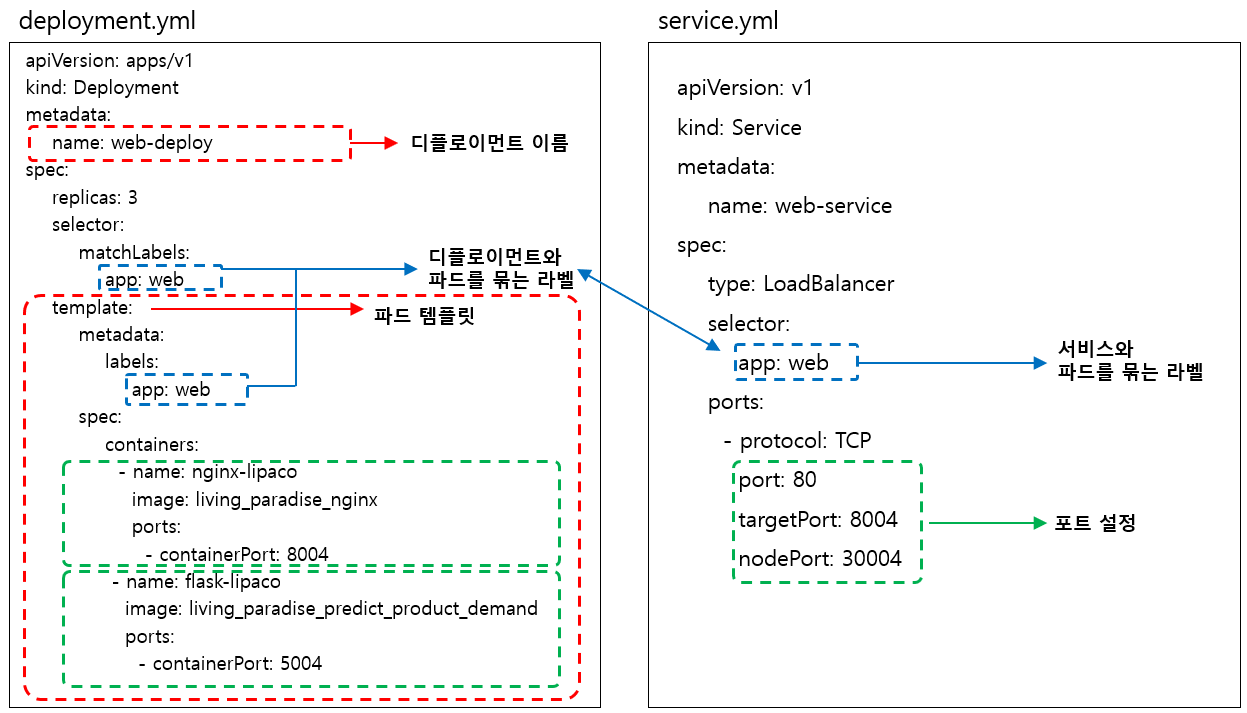 deployment.yml
apiVersion: apps/v1
kind: Deployment
metadata:
name: web-deploy
디플로이먼트 이름
spec:
replicas: 3
selector:
matchLabels:
app: web
디플로이먼트와
파드를 묶는 라벨
template:
파드 템플릿
metadata:
labels:
app: web
spec:
containers:
- name: nginx-lipaco
image: living_paradise_nginx
ports:
- containerPort: 8004
- name: flask-lipaco
image: living_paradise_predict_product_demand
ports:
- containerPort: 5004
service.yml
apiVersion: v1
kind: Service
metadata:
name: web-service
spec:
type: LoadBalancer
selector:
app: web
서비스와
파드를 묶는 라벨
ports:
- protocol: TCP
port: 80
targetPort: 8004
nodePort: 30004
포트 설정